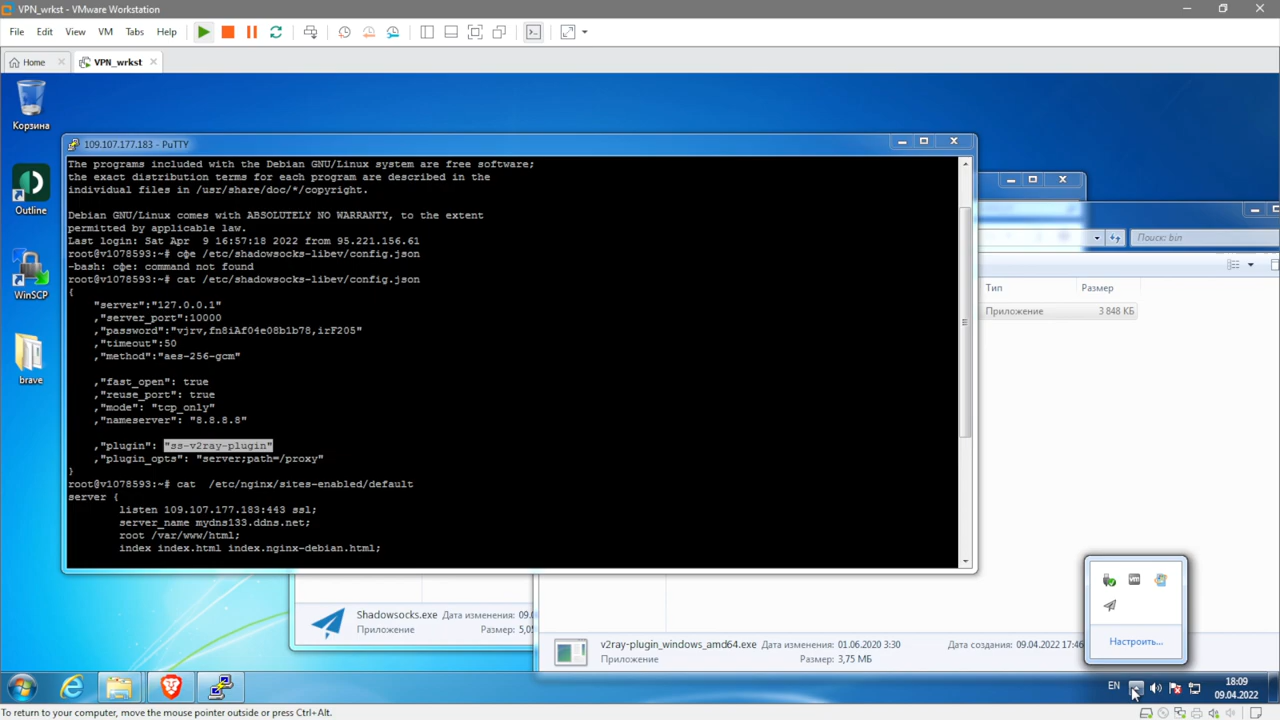 VPN_wrkst - VMware Workstation
File Edit View VM Tabs Help
Home
VPN_wrkst
Корзина
Outline
WinSCP
brave
109.107.177.183 - PuTTY
The programs included with the Debian GNU/Linux system are free software;
the exact distribution terms for each program are described in the
individual files in /usr/share/doc/*/copyright.
Debian GNU/Linux comes with ABSOLUTELY NO WARRANTY, to the extent
permitted by applicable law.
Last login: Sat Apr  9 16:57:18 2022 from 95.221.156.61
root@v1078593:~# сфе /etc/shadowsocks-libev/config.json
-bash: сфе: command not found
root@v1078593:~# cat /etc/shadowsocks-libev/config.json
{
,"server":"127.0.0.1"
,"server_port":10000
,"password":"vjrv,fn8iAf04e08b1b78,irF205"
,"timeout":50
,"method":"aes-256-gcm"
,"fast_open": true
,"reuse_port": true
,"mode": "tcp_only"
,"nameserver": "8.8.8.8"
,"plugin": "ss-v2ray-plugin"
,"plugin_opts": "server;path=/proxy"
}
root@v1078593:~# cat  /etc/nginx/sites-enabled/default
server {
listen 109.107.177.183:443 ssl;
server_name mydns133.ddns.net;
root /var/www/html;
index index.html index.nginx-debian.html;
Поиск: bin
Тип Размер
Приложение 3 848 КБ
Shadowsocks.exe Дата изменения: 09.0
Приложение Размер: 5,05
v2ray-plugin_windows_amd64.exe Дата изменения: 01.06.2020 3:30 Дата создания: 09.04.2022 17:46
Приложение Размер: 3,75 МБ
Настроить...
EN
18:09
09.04.2022
To return to your computer, move the mouse pointer outside or press Ctrl+Alt.